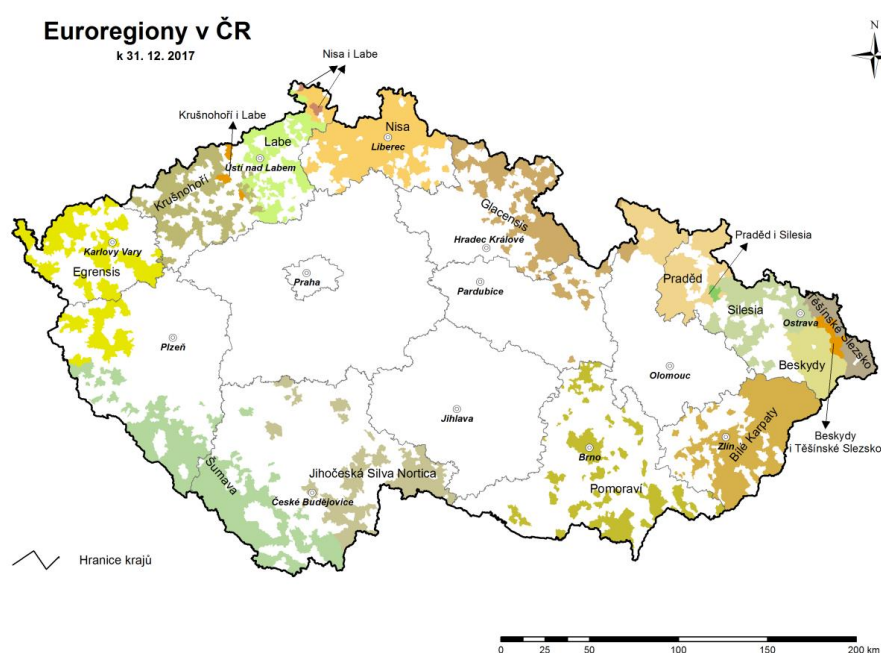 Euroregiony v ČR
k 31. 12. 2017
N
Nisa i Labe
Krušnohoří i Labe
Nisa
Labe
Liberec
Ústí nad Labem
Krušnohoří
Glacensis
Praděd i Silesia
Karlovy Vary
Hradec Králové
Egrensis
Praha
Praděd
Pardubice
Silesia
Těšínské Slezsko
Ostrava
Plzeň
Beskydy
Olomouc
Jihlava
Beskydy
i Těšínské Slezsko
Zlín
Bílé Karpaty
Brno
Šumava
Jihočeská Silva Nortica
Pomoraví
České Budějovice
Hranice krajů
0 12,5 25 50 100 150 200 km